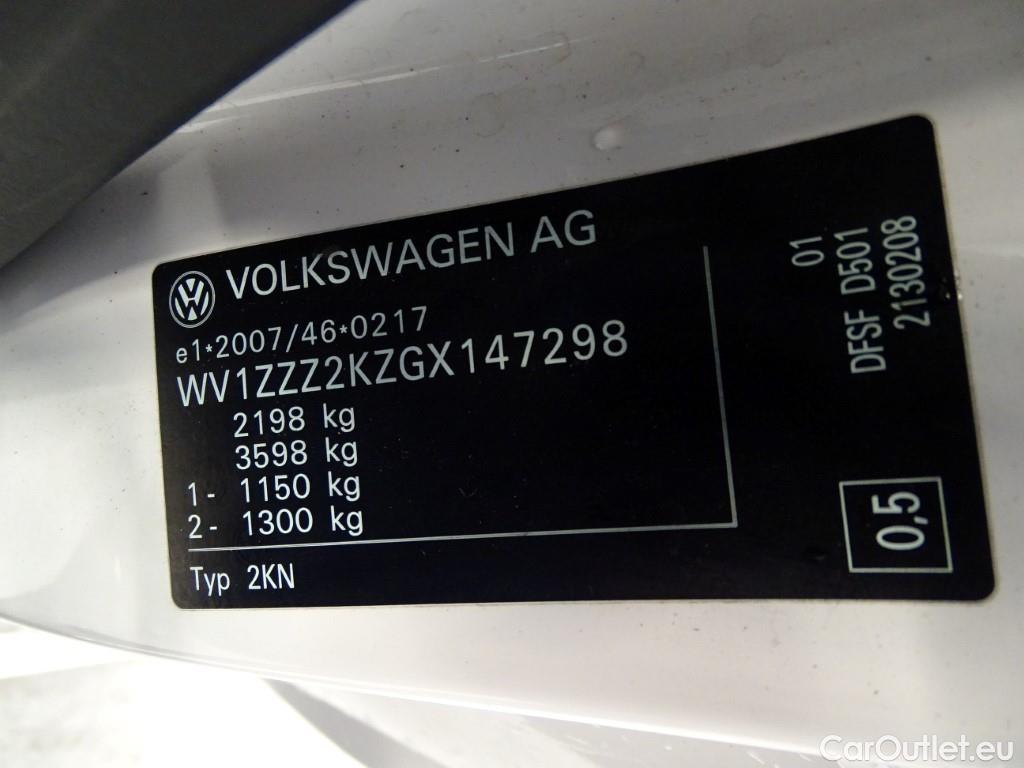 VOLKSWAGEN AG
e1*2007/46*0217
WV1ZZZ2KZGX147298
2198 kg
3598 kg
1- 1150 kg
2- 1300 kg
Typ 2KN
01
DFSF D501
2130208
0,5
CarOutlet.eu